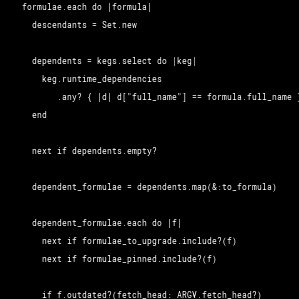 formulae.each do |formula|
descendants = Set.new
dependents = kegs.select do |keg|
keg.runtime_dependencies
.any? { |d| d["full_name"] == formula.full_name }
end
next if dependents.empty?
dependent_formulae = dependents.map(&:to_formula)
dependent_formulae.each do |f|
next if formulae_to_upgrade.include?(f)
next if formulae_pinned.include?(f)
if f.outdated?(fetch_head: ARGV.fetch_head?)